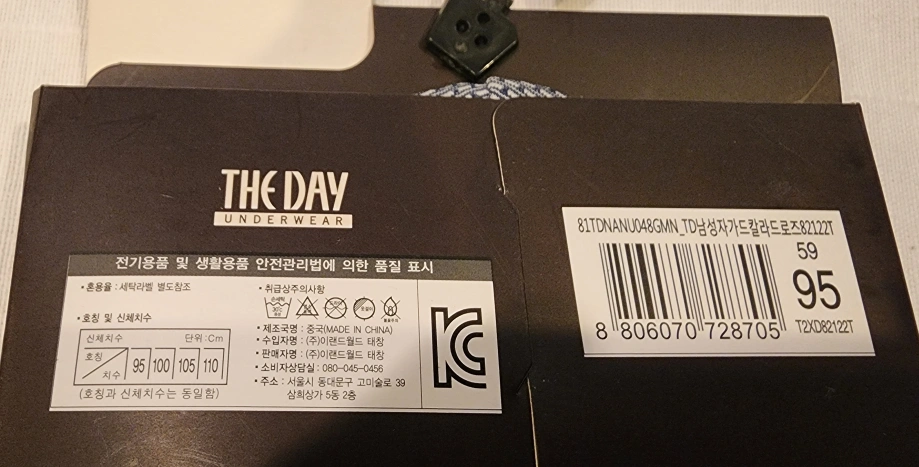 THE DAY
UNDERWEAR
전기용품 및 생활용품 안전관리법에 의한 품질 표시
•혼용율 : 세탁라벨 별도참조
•호칭 및 신체치수
신체치수 단위:Cm
호칭
치수
95 100 105 110
(호칭과 신체치수는 동일함)
•취급상주의사항
•제조국명 : 중국(MADE IN CHINA)
•수입자명 : (주)이랜드월드 태창
•판매자명 : (주)이랜드월드 태창
•소비자상담실 : 080-045-0456
•주소 : 서울시 동대문구 고미술로 39
삼희상가 5동 2층
KC
81TDNANU048GMN_TD남성자가드칼라드로즈82122T
59
95
8 806070 728705
T2XD82122T